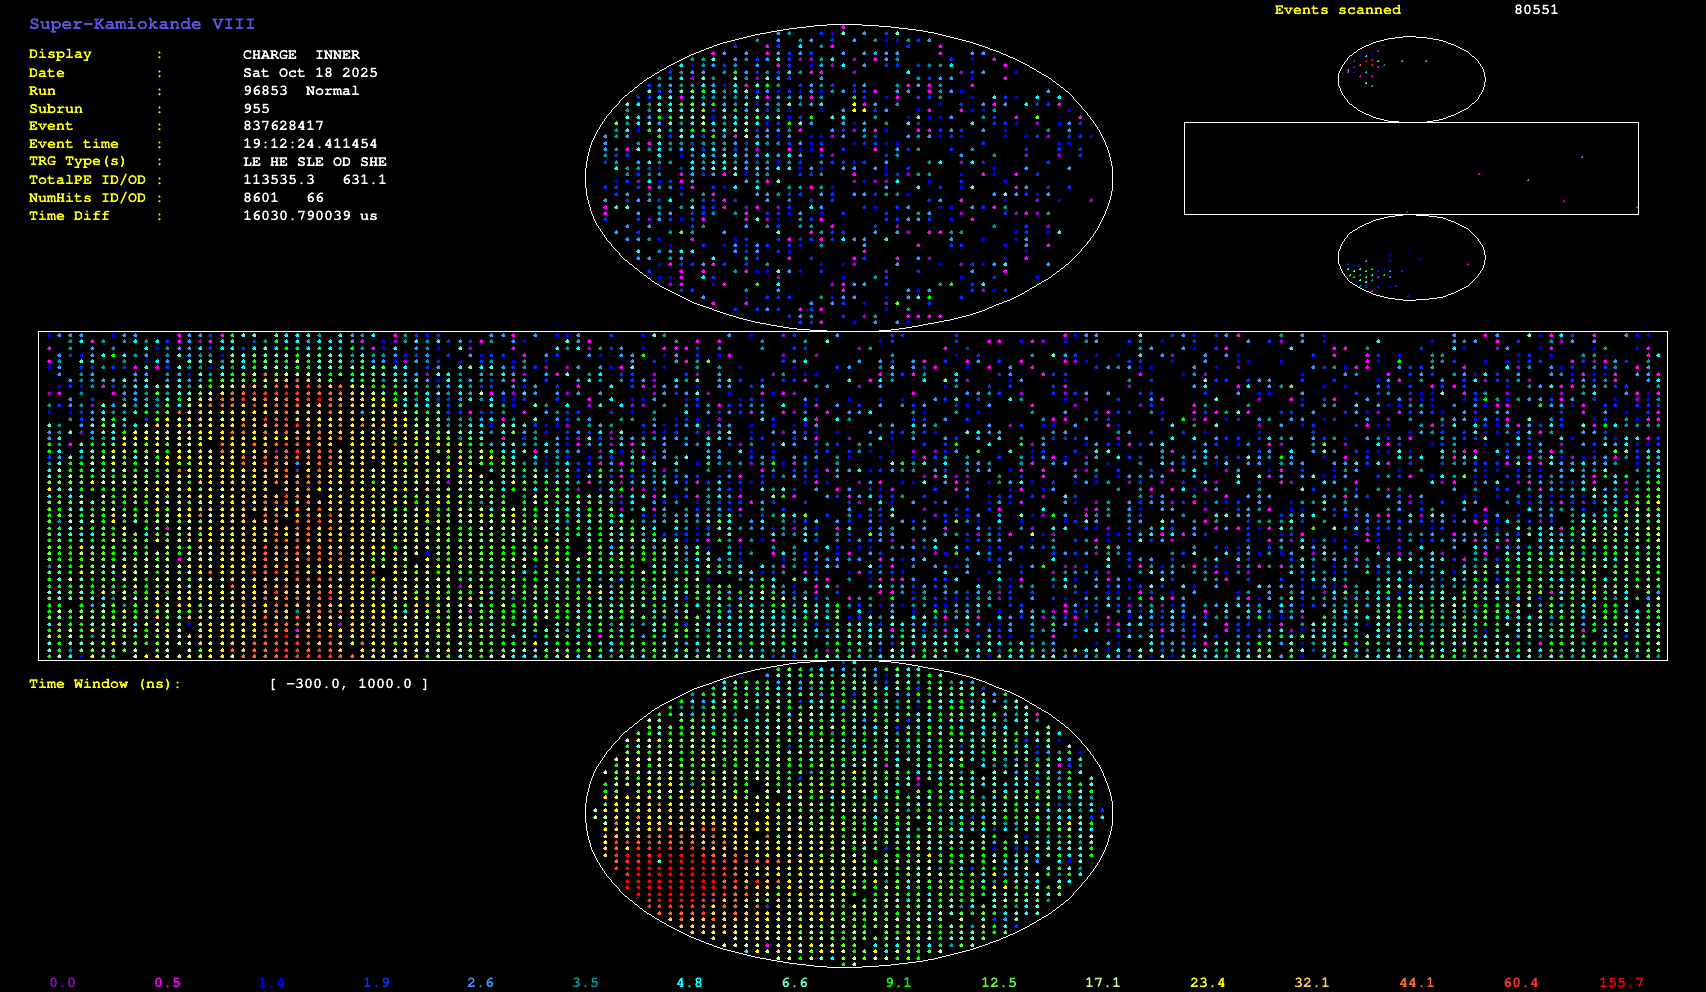 Super-Kamiokande VIII
Events scanned 80551
Display : CHARGE INNER
Date : Sat Oct 18 2025
Run : 96853 Normal
Subrun : 955
Event : 837628417
Event time : 19:12:24.411454
TRG Type(s) : LE HE SLE OD SHE
TotalPE ID/OD : 113535.3 631.1
NumHits ID/OD : 8601 66
Time Diff : 16030.790039 us
Time Window (ns): [ -300.0, 1000.0 ]
0.0 0.5 1.4 1.9 2.6 3.5 4.8 6.6 9.1 12.5 17.1 23.4 32.1 44.1 60.4 155.7